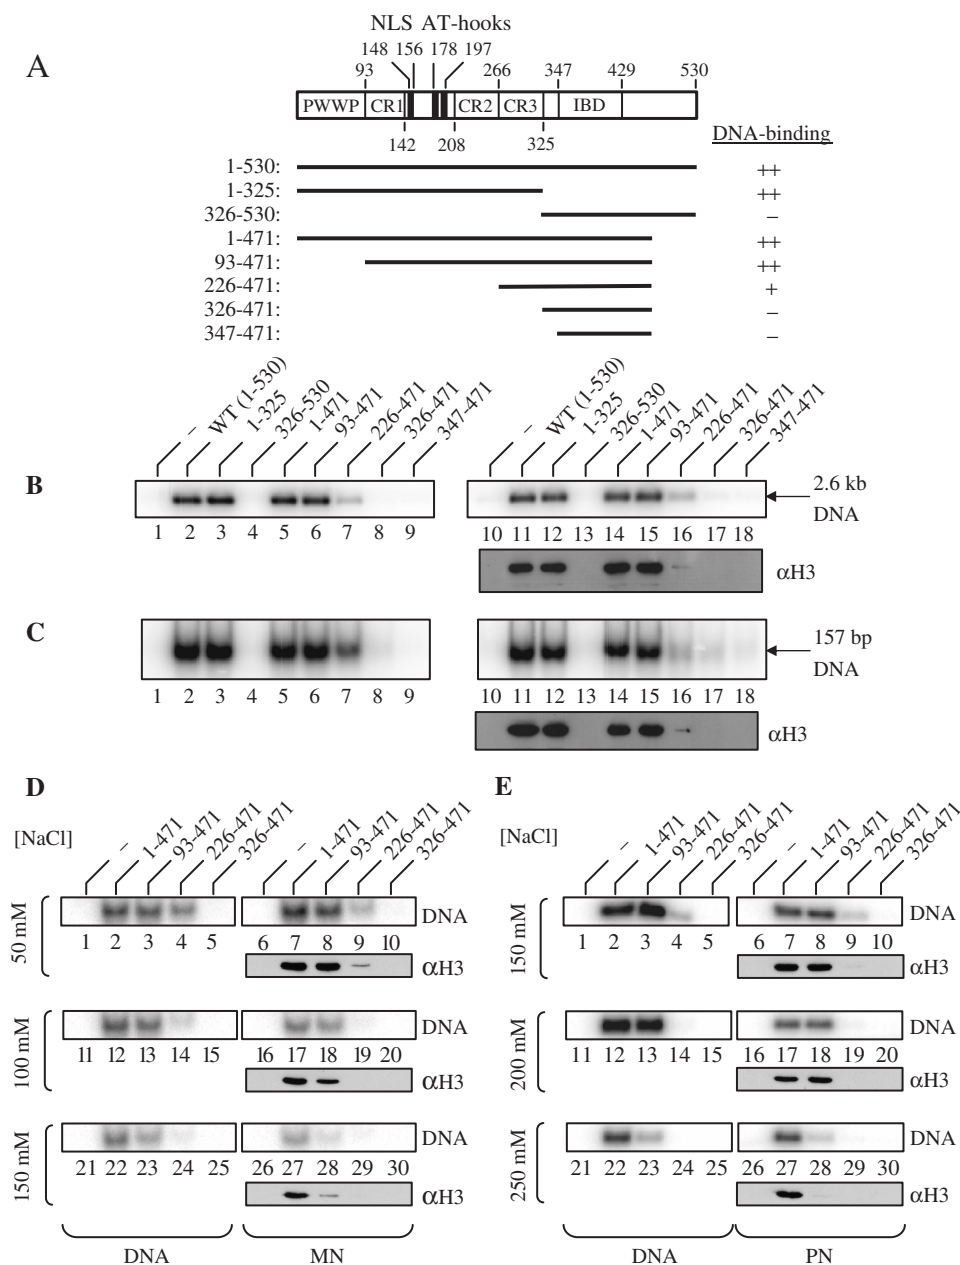 A
NLS AT-hooks
148 156 178 197
93 266 347 429 530
PWWP CR1 CR2 CR3 IBD
142 208 325
DNA-binding
1-530: ++
1-325: ++
326-530: –
1-471: ++
93-471: ++
226-471: +
326-471: –
347-471: –
– WT (1-530) 1-325 326-530 1-471 93-471 226-471 326-471 347-471
– WT (1-530) 1-325 326-530 1-471 93-471 226-471 326-471 347-471
B
2.6 kb
DNA
1 2 3 4 5 6 7 8 9
10 11 12 13 14 15 16 17 18
αH3
C
157 bp
DNA
1 2 3 4 5 6 7 8 9
10 11 12 13 14 15 16 17 18
αH3
D
[NaCl]
– 1-471 93-471 226-471 326-471
– 1-471 93-471 226-471 326-471
50 mM
DNA
1 2 3 4 5 6 7 8 9 10
αH3
100 mM
DNA
11 12 13 14 15 16 17 18 19 20
αH3
150 mM
DNA
21 22 23 24 25 26 27 28 29 30
αH3
DNA MN
E
[NaCl]
– 1-471 93-471 226-471 326-471
– 1-471 93-471 226-471 326-471
150 mM
DNA
1 2 3 4 5 6 7 8 9 10
αH3
200 mM
DNA
11 12 13 14 15 16 17 18 19 20
αH3
250 mM
DNA
21 22 23 24 25 26 27 28 29 30
αH3
DNA PN